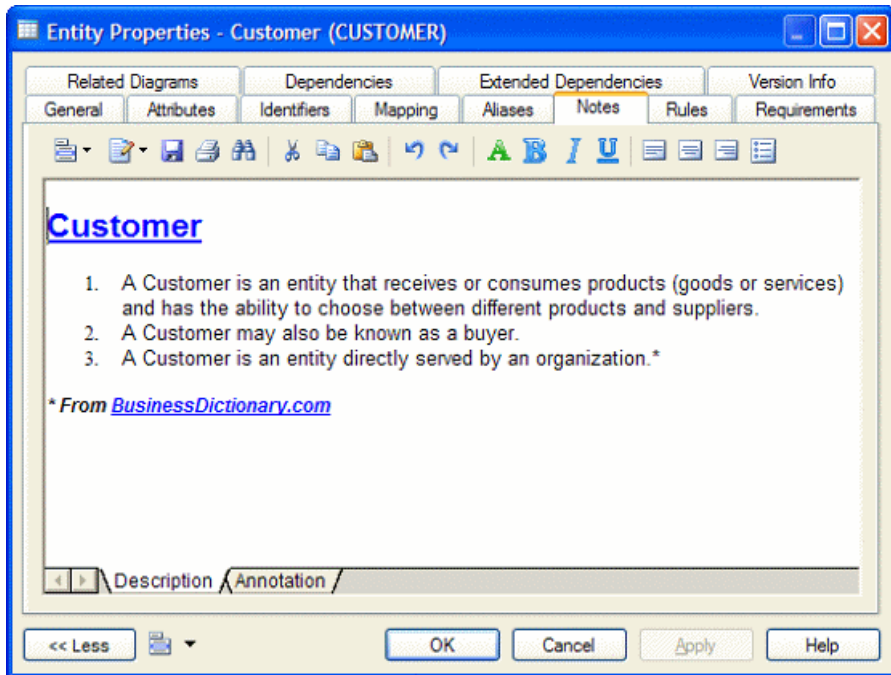 Entity Properties - Customer (CUSTOMER)
Related Diagrams Dependencies Extended Dependencies Version Info
General Attributes Identifiers Mapping Aliases Notes Rules Requirements
A B I U
Customer
1. A Customer is an entity that receives or consumes products (goods or services)
and has the ability to choose between different products and suppliers.
2. A Customer may also be known as a buyer.
3. A Customer is an entity directly served by an organization.*
* From BusinessDictionary.com
Description Annotation
<< Less OK Cancel Apply Help